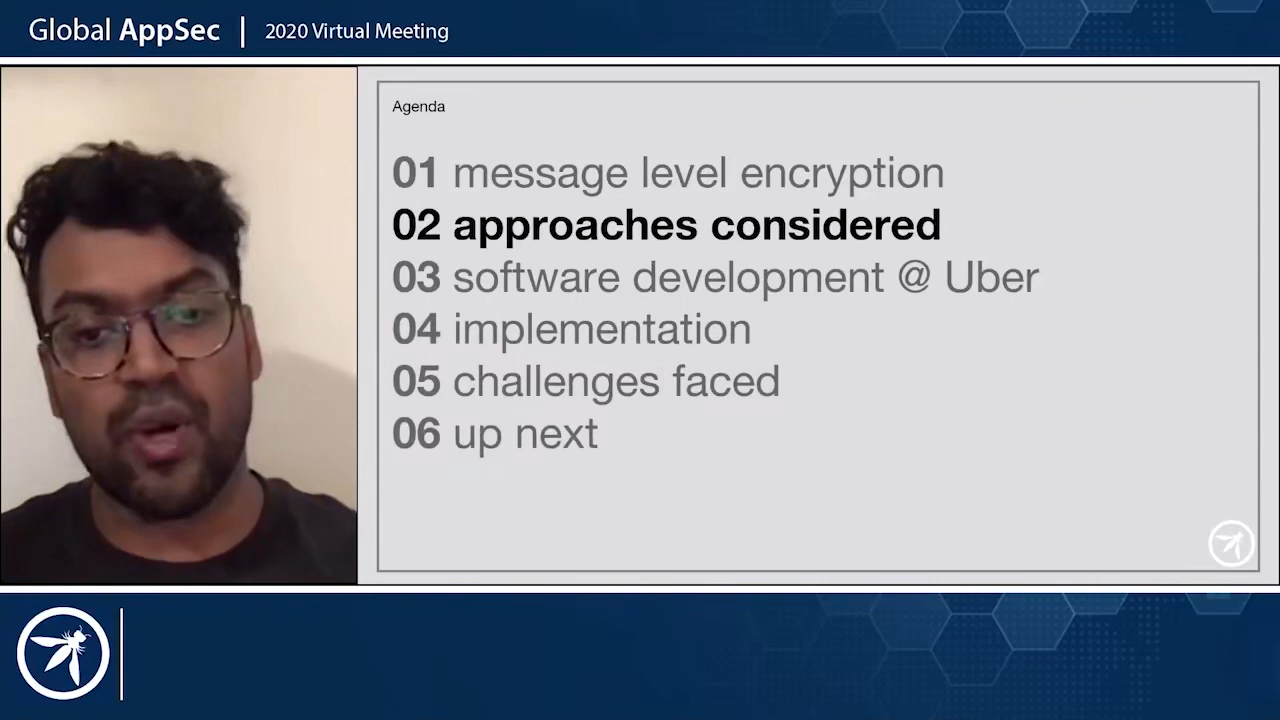 Global AppSec | 2020 Virtual Meeting
Agenda
01 message level encryption
02 approaches considered
03 software development @ Uber
04 implementation
05 challenges faced
06 up next